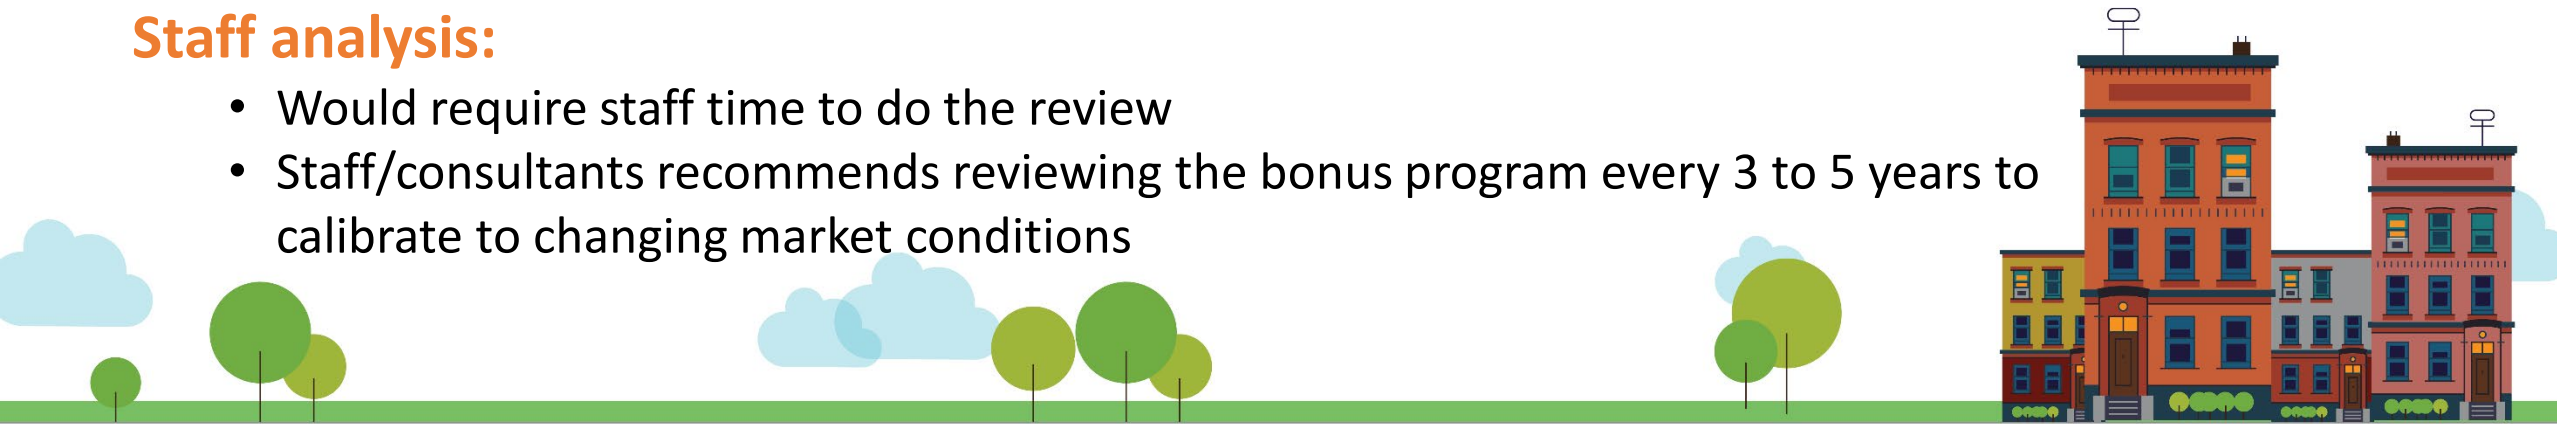 Staff analysis:
• Would require staff time to do the review
• Staff/consultants recommends reviewing the bonus program every 3 to 5 years to
calibrate to changing market conditions